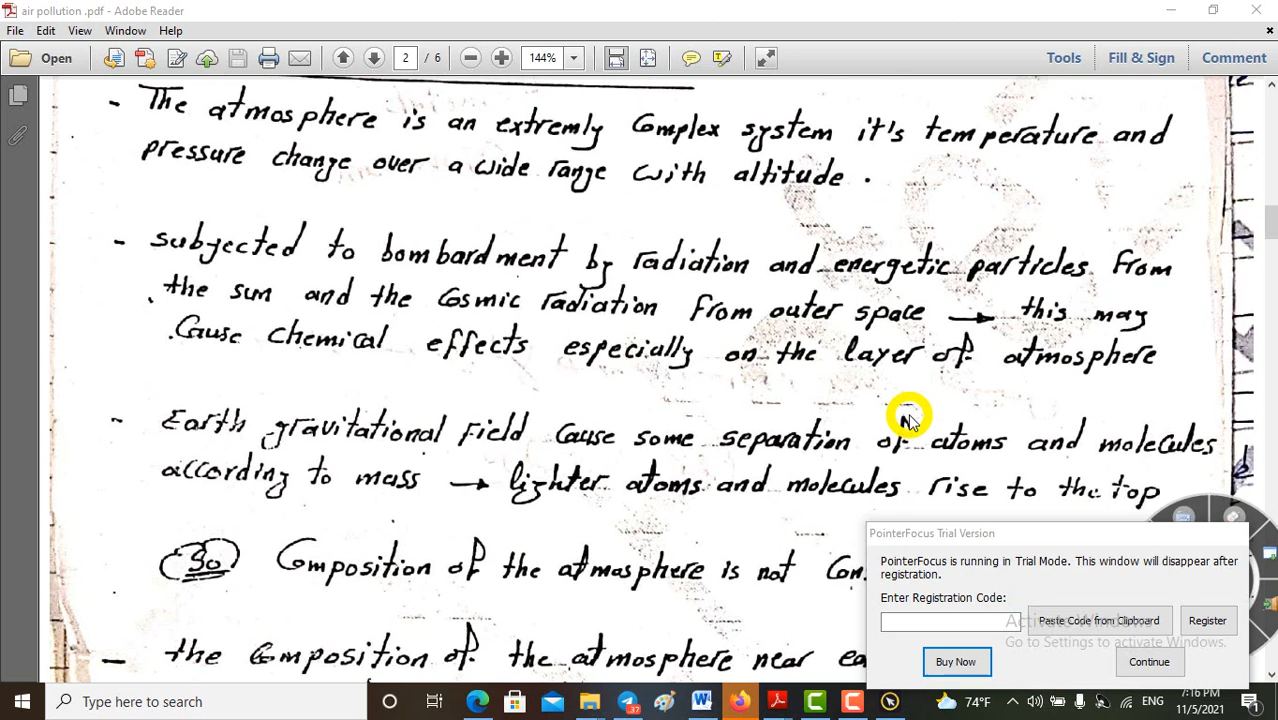 air pollution .pdf - Adobe Reader
File Edit View Window Help
Open 2 / 6 144% Tools Fill & Sign Comment
- The atmosphere is an extremly Complex system it's temperature and
pressure change over a wide range with altitude .
- subjected to bombardment by radiation and energetic particles From
the sun and the Cosmic radiation From outer space → this may
Cause chemical effects especially on the layer of atmosphere
- Earth gravitational Field Cause some separation of atoms and molecules
according to mass → lighter atoms and molecules rise to the top
So Composition of the atmosphere is not Con
- the Composition of the atmosphere near ea
PointerFocus Trial Version
PointerFocus is running in Trial Mode. This window will disappear after
registration.
Enter Registration Code:
Paste Code from Clipboard Register
Activate Windows
Go to Settings to activate Windows.
Buy Now Continue
Type here to search 37 74°F ENG 7:16 PM
11/5/2021 1